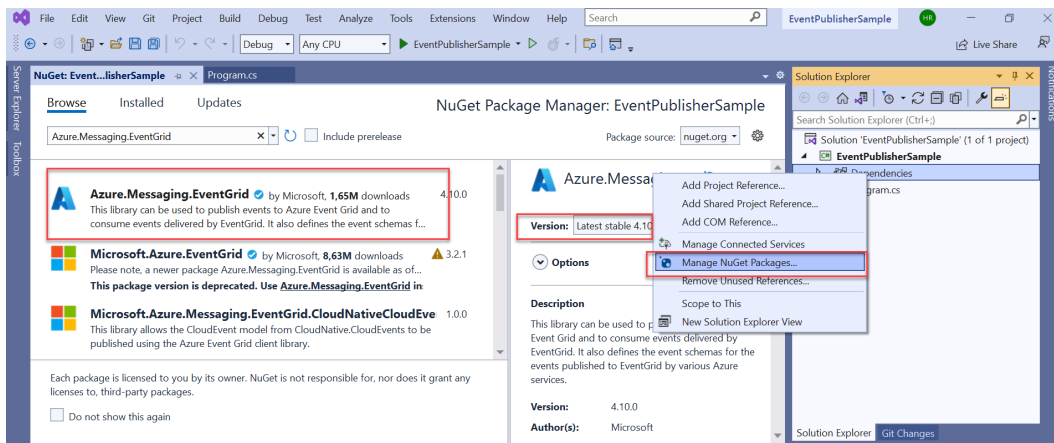 File Edit View Git Project Build Debug Test Analyze Tools Extensions Window Help Search EventPublisherSample HR
Debug Any CPU EventPublisherSample Live Share
Server Explorer
Toolbox
NuGet: Event...lisherSample Program.cs
Browse Installed Updates
NuGet Package Manager: EventPublisherSample
Azure.Messaging.EventGrid Include prerelease
Package source: nuget.org
Azure.Messaging.EventGrid by Microsoft, 1,65M downloads 4.10.0
This library can be used to publish events to Azure Event Grid and to
consume events delivered by EventGrid. It also defines the event schemas f...
Microsoft.Azure.EventGrid by Microsoft, 8,63M downloads 3.2.1
Please note, a newer package Azure.Messaging.EventGrid is available as of...
This package version is deprecated. Use Azure.Messaging.EventGrid in
Microsoft.Azure.Messaging.EventGrid.CloudNativeCloudEve 1.0.0
This library allows the CloudEvent model from CloudNative.CloudEvents to be
published using the Azure Event Grid client library.
Each package is licensed to you by its owner. NuGet is not responsible for, nor does it grant any
licenses to, third-party packages.
Do not show this again
Azure.Messag
Version: Latest stable 4.10
Options
Description
This library can be used to p
Event Grid and to consume events delivered by
EventGrid. It also defines the event schemas for the
events published to EventGrid by various Azure
services.
Version: 4.10.0
Author(s): Microsoft
Add Project Reference...
Add Shared Project Reference...
Add COM Reference...
Manage Connected Services
Manage NuGet Packages...
Remove Unused References...
Scope to This
New Solution Explorer View
Solution Explorer
Search Solution Explorer (Ctrl+;)
Solution 'EventPublisherSample' (1 of 1 project)
EventPublisherSample
Dependencies
gram.cs
Solution Explorer Git Changes
Notifications